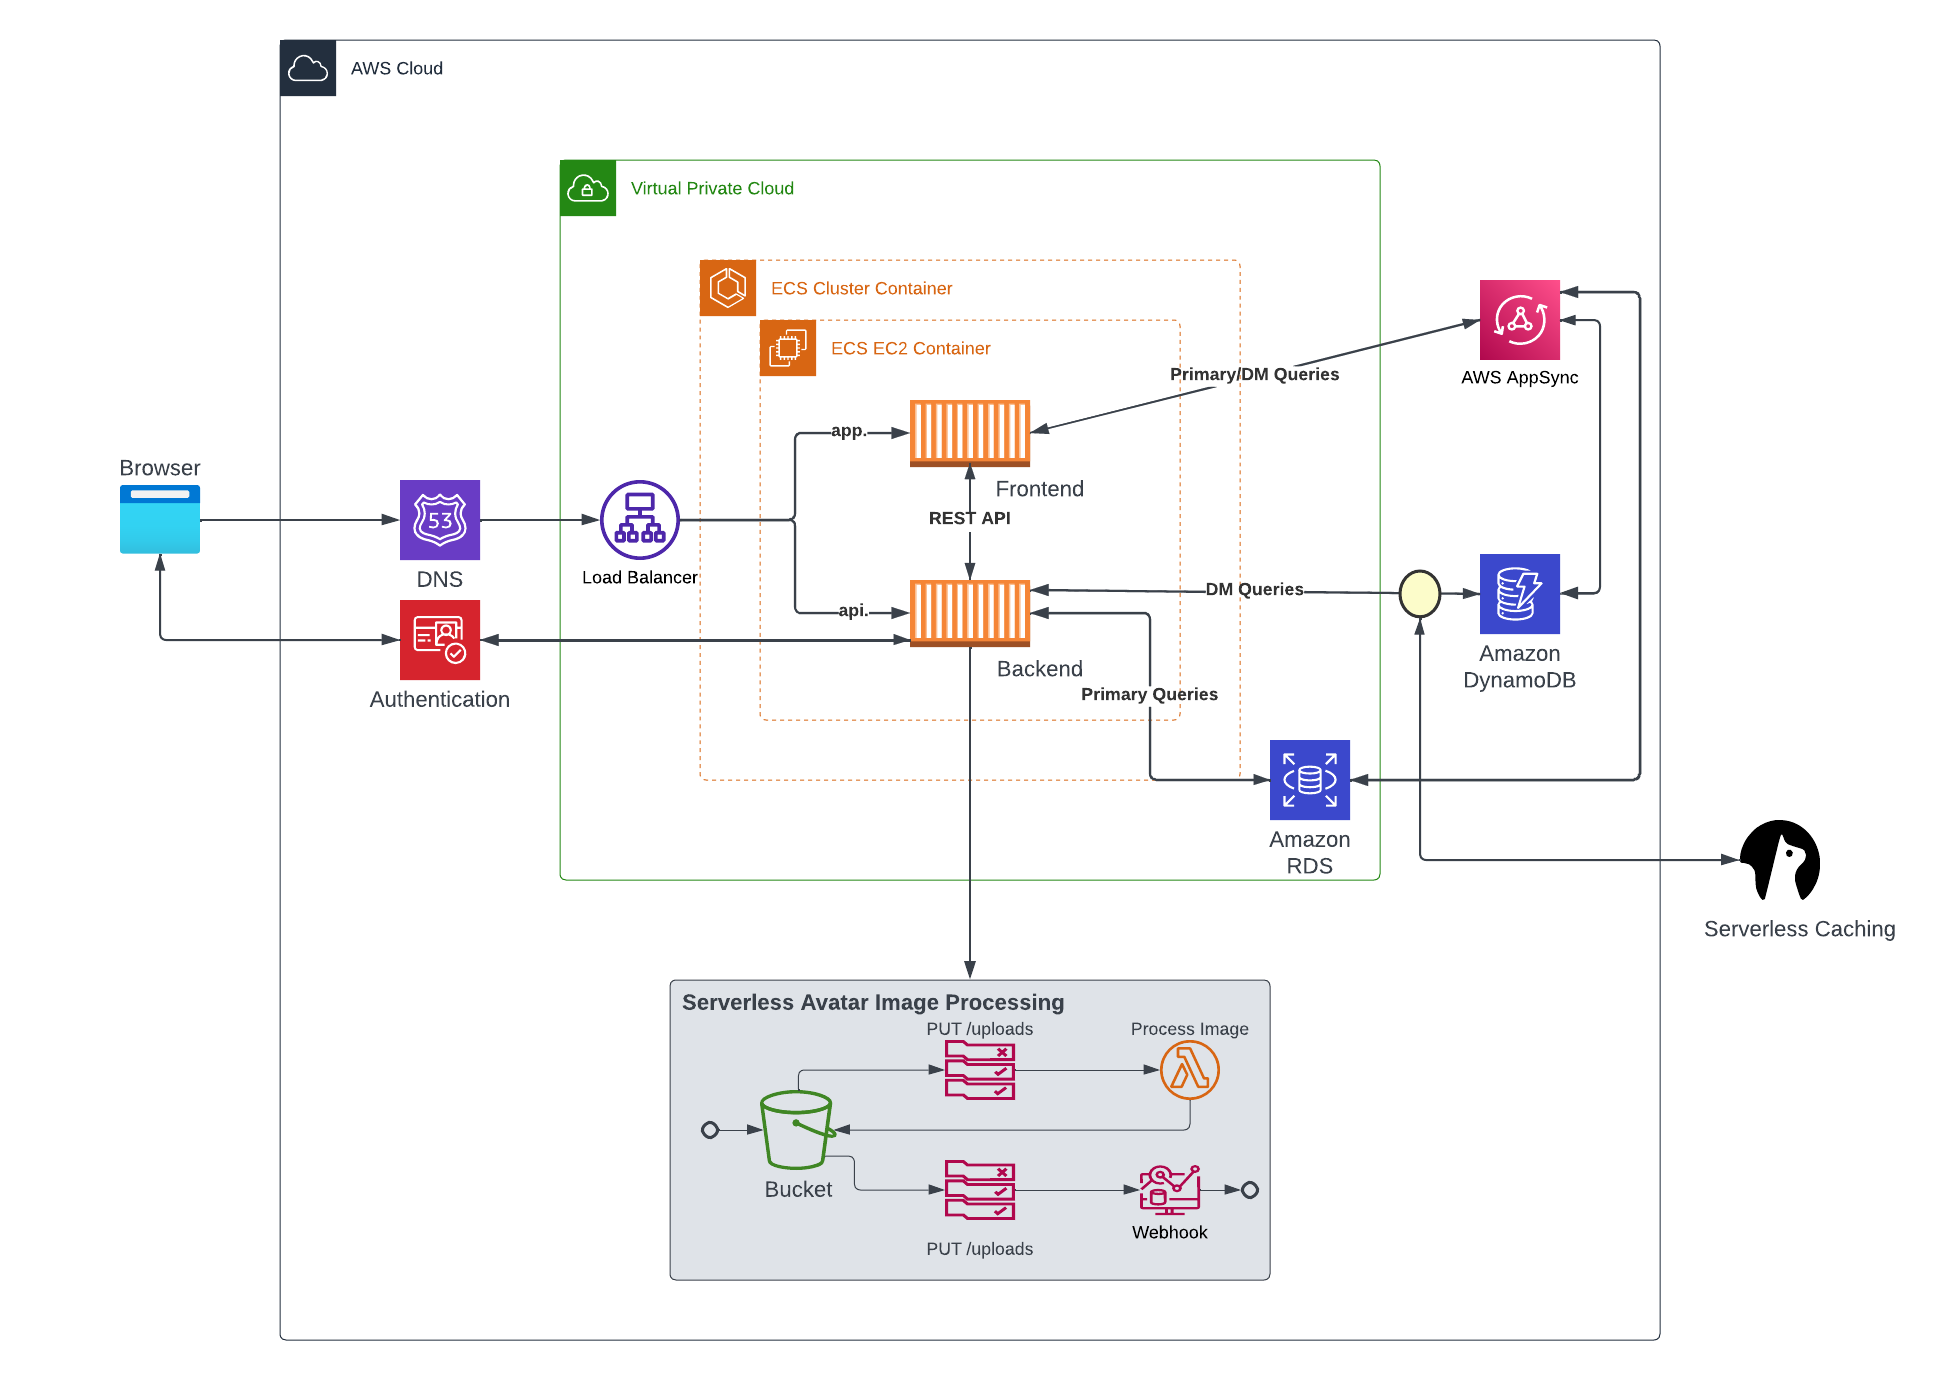 AWS Cloud
Virtual Private Cloud
ECS Cluster Container
ECS EC2 Container
Primary/DM Queries
AWS AppSync
app.
Browser
Frontend
53
REST API
DNS
Load Balancer
DM Queries
api.
Amazon
DynamoDB
Backend
Authentication
Primary Queries
Amazon
RDS
Serverless Caching
Serverless Avatar Image Processing
PUT /uploads
Process Image
Bucket
Webhook
PUT /uploads